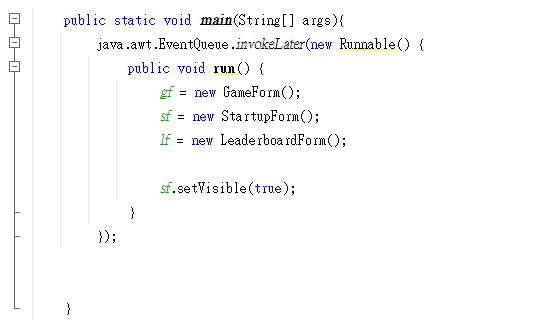 public static void main(String[] args){
java.awt.EventQueue.invokeLater(new Runnable() {
public void run() {
gf = new GameForm();
sf = new StartupForm();
lf = new LeaderboardForm();
sf.setVisible(true);
}
});
}